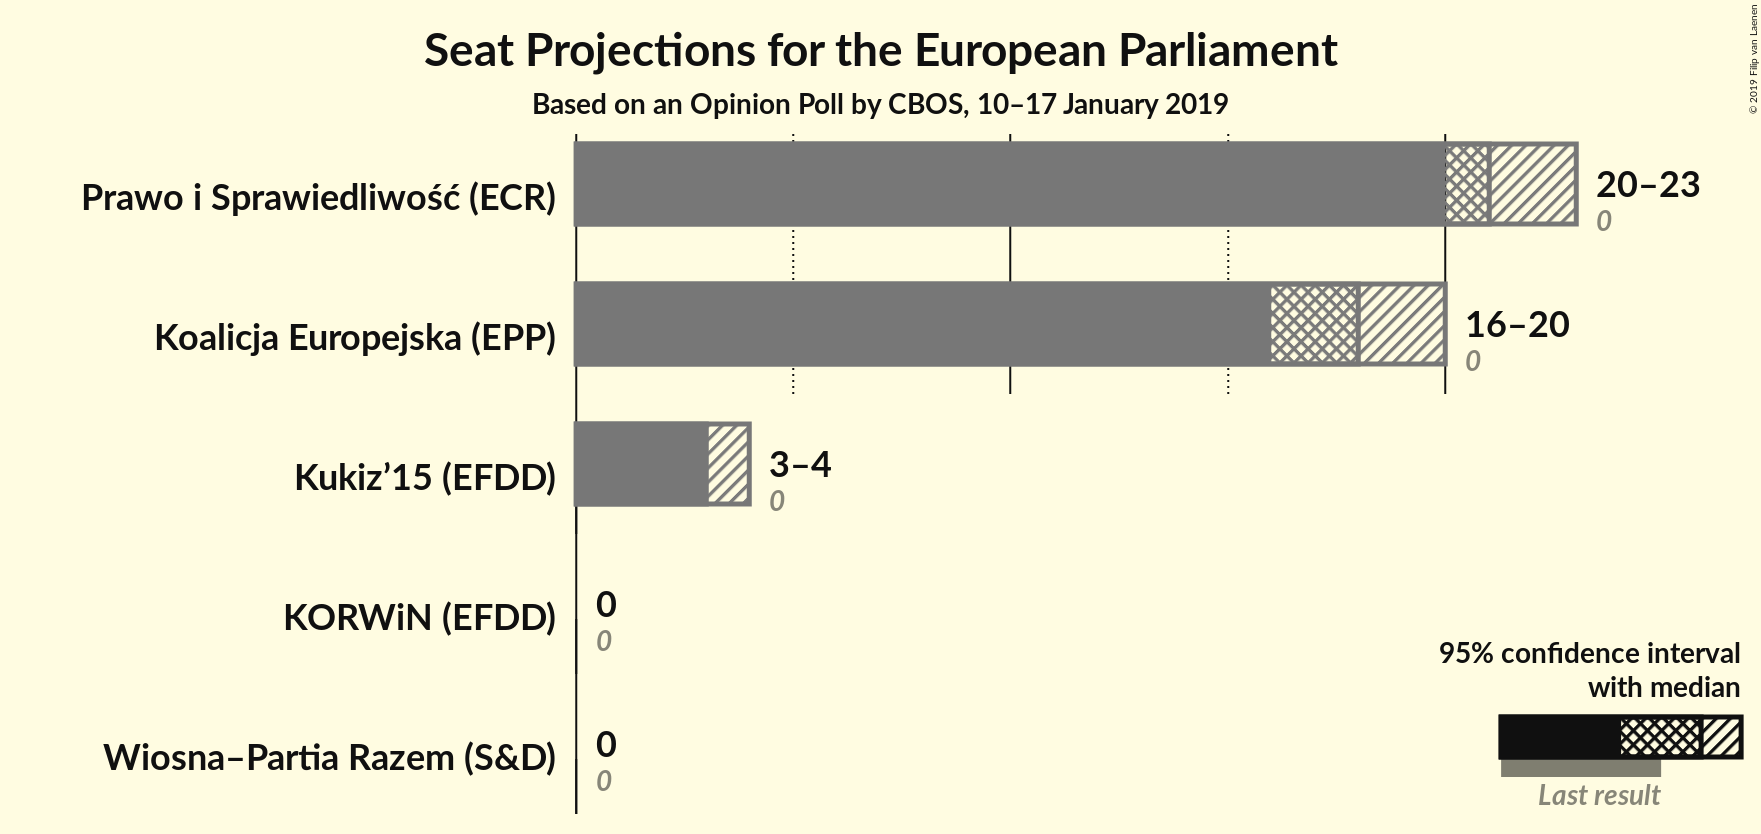 Seat Projections for the European Parliament
Based on an Opinion Poll by CBOS, 10–17 January 2019
© 2019 Filip van Laenen
Prawo i Sprawiedliwość (ECR)
20–23
0
Koalicja Europejska (EPP)
16–20
0
Kukiz’15 (EFDD)
3–4
0
KORWiN (EFDD)
0
0
Wiosna–Partia Razem (S&D)
0
0
95% confidence interval
with median
Last result